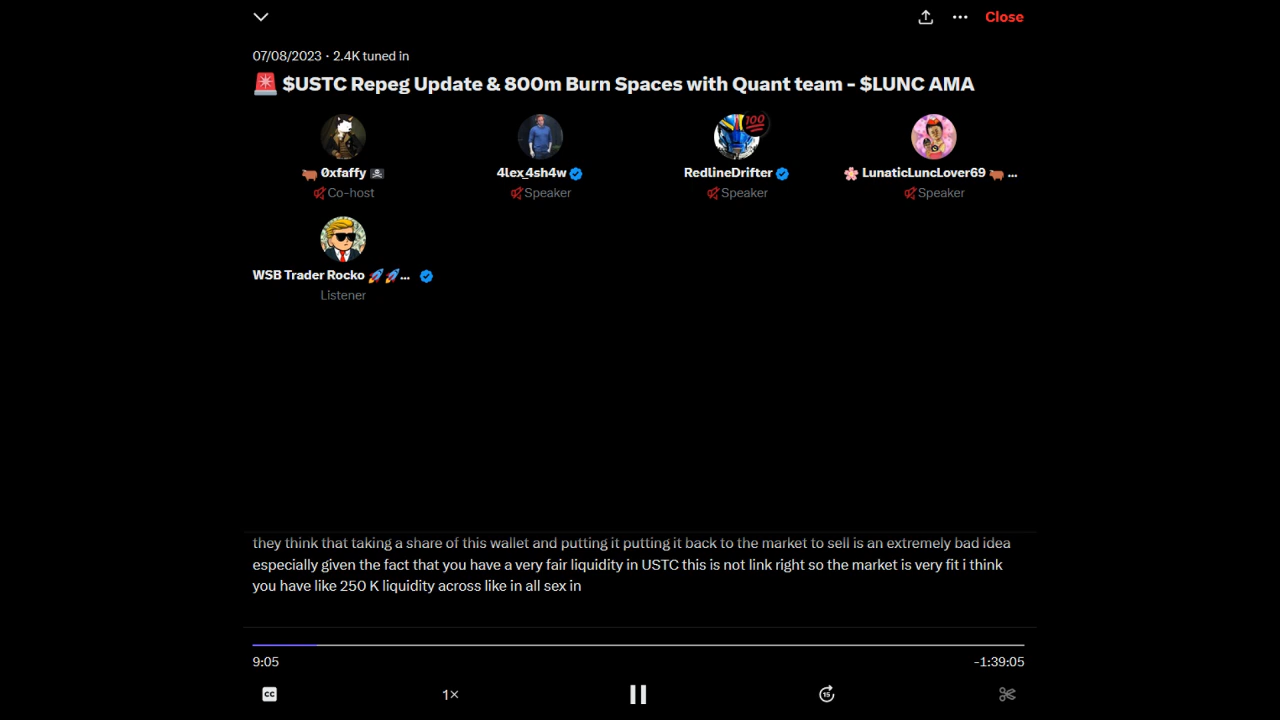 Close
07/08/2023 · 2.4K tuned in
🚨 $USTC Repeg Update & 800m Burn Spaces with Quant team - $LUNC AMA
100
🐂 0xfaffy 🏴‍☠️
4lex_4sh4w
RedlineDrifter
🌸 LunaticLuncLover69 🐂 ...
Co-host
Speaker
Speaker
Speaker
WSB Trader Rocko 🚀🚀...
Listener
they think that taking a share of this wallet and putting it putting it back to the market to sell is an extremely bad idea
especially given the fact that you have a very fair liquidity in USTC this is not link right so the market is very fit i think
you have like 250 K liquidity across like in all sex in
9:05
-1:39:05
CC
1×
15